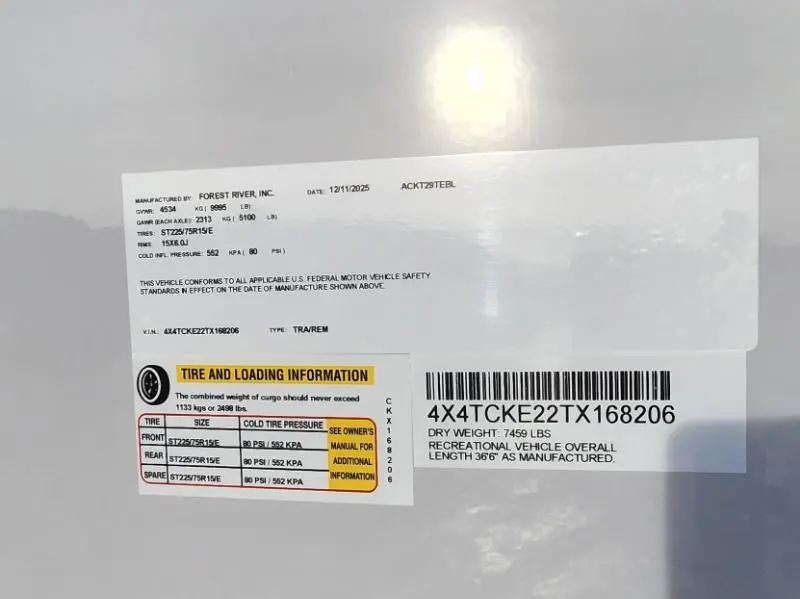 MANUFACTURED BY: FOREST RIVER, INC. DATE: 12/11/2025 ACKT29TEBL
GVWR: 4534 KG ( 9995 LB)
GAWR (EACH AXLE): 2313 KG ( 5100 LB)
TIRES: ST225/75R15/E
RIMS: 15X6.0J
COLD INFL. PRESSURE: 552 KPA ( 80 PSI )
THIS VEHICLE CONFORMS TO ALL APPLICABLE U.S. FEDERAL MOTOR VEHICLE SAFETY
STANDARDS IN EFFECT ON THE DATE OF MANUFACTURE SHOWN ABOVE.
V.I.N.: 4X4TCKE22TX168206 TYPE: TRA/REM
TIRE AND LOADING INFORMATION
The combined weight of cargo should never exceed
1133 kgs or 2498 lbs.
TIRE SIZE COLD TIRE PRESSURE SEE OWNER'S
FRONT ST225/75R15/E 80 PSI / 552 KPA MANUAL FOR
REAR ST225/75R15/E 80 PSI / 552 KPA ADDITIONAL
SPARE ST225/75R15/E 80 PSI / 552 KPA INFORMATION
CKX168206
4X4TCKE22TX168206
DRY WEIGHT: 7459 LBS
RECREATIONAL VEHICLE OVERALL
LENGTH 36'6" AS MANUFACTURED.